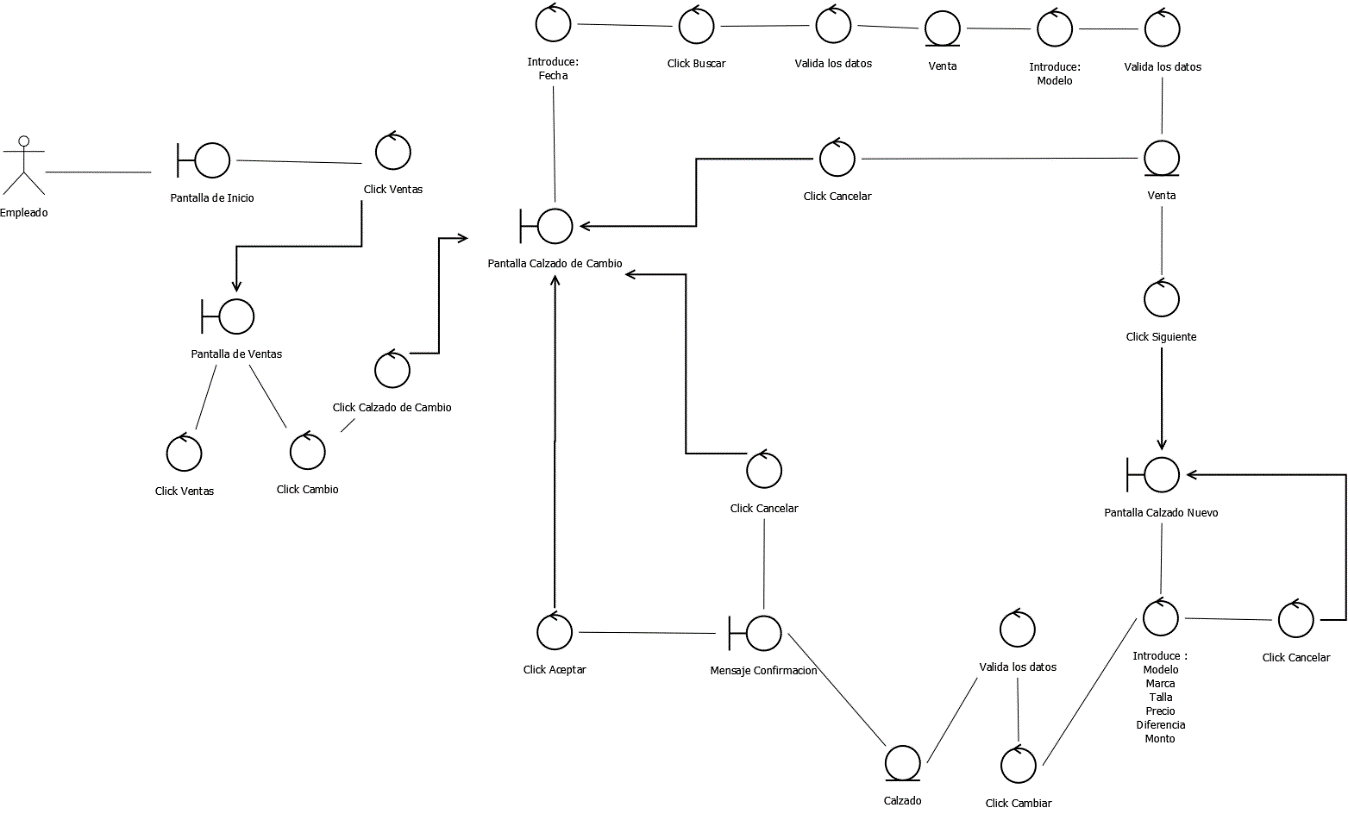 Introduce:
Fecha
Click Buscar
Valida los datos
Venta
Introduce:
Modelo
Valida los datos
Empleado
Pantalla de Inicio
Click Ventas
Click Cancelar
Venta
Pantalla Calzado de Cambio
Pantalla de Ventas
Click Siguiente
Click Calzado de Cambio
Click Ventas
Click Cambio
Click Cancelar
Pantalla Calzado Nuevo
Click Aceptar
Mensaje Confirmacion
Valida los datos
Introduce :
Modelo
Marca
Talla
Precio
Diferencia
Monto
Click Cancelar
Calzado
Click Cambiar